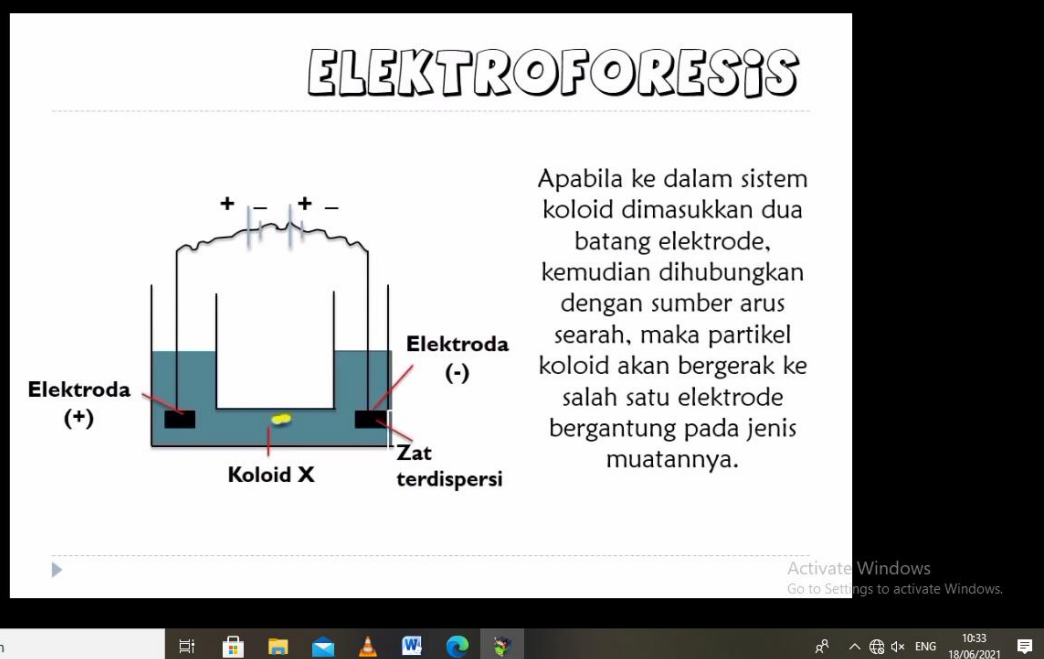 ELEKTROFORESIS
Apabila ke dalam sistem
koloid dimasukkan dua
batang elektrode,
kemudian dihubungkan
dengan sumber arus
searah, maka partikel
koloid akan bergerak ke
salah satu elektrode
bergantung pada jenis
muatannya.
+ – + –
Elektroda
(-)
Elektroda
(+)
Zat
terdispersi
Koloid X
Activate Windows
Go to Settings to activate Windows.
ENG
10:33
18/06/2021